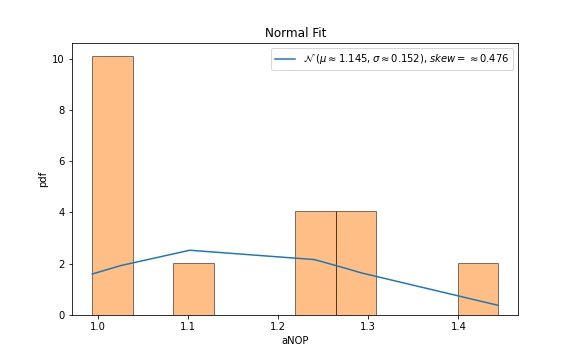 Normal Fit
𝒩(μ ≈ 1.145, σ ≈ 0.152), skew = ≈ 0.476
10
8
6
4
2
0
pdf
1.0 1.1 1.2 1.3 1.4
aNOP